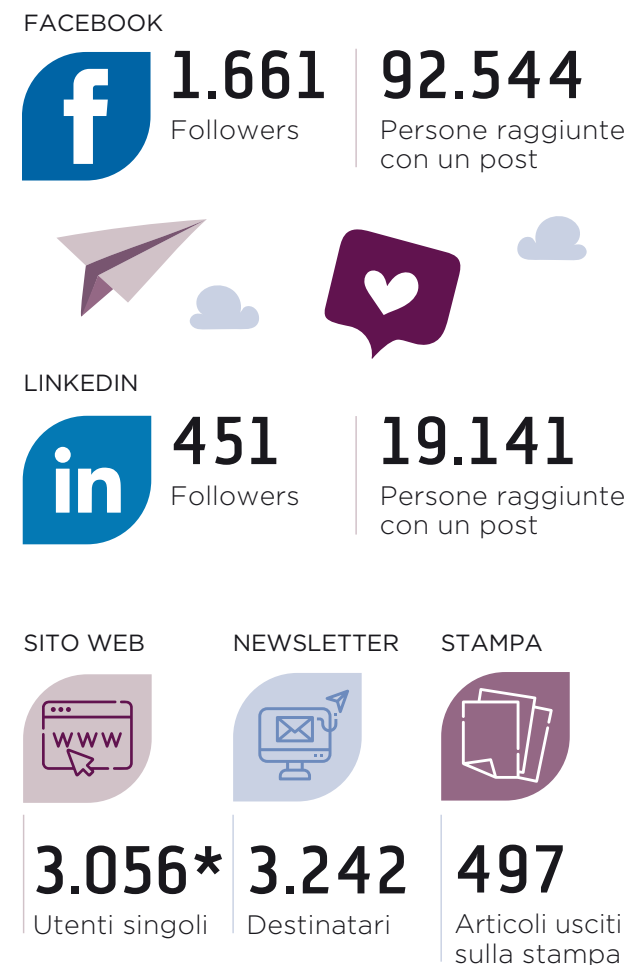 FACEBOOK
f
1.661
Followers
92.544
Persone raggiunte
con un post
LINKEDIN
in
451
Followers
19.141
Persone raggiunte
con un post
SITO WEB
WWW
3.056*
Utenti singoli
NEWSLETTER
3.242
Destinatari
STAMPA
497
Articoli usciti
sulla stampa